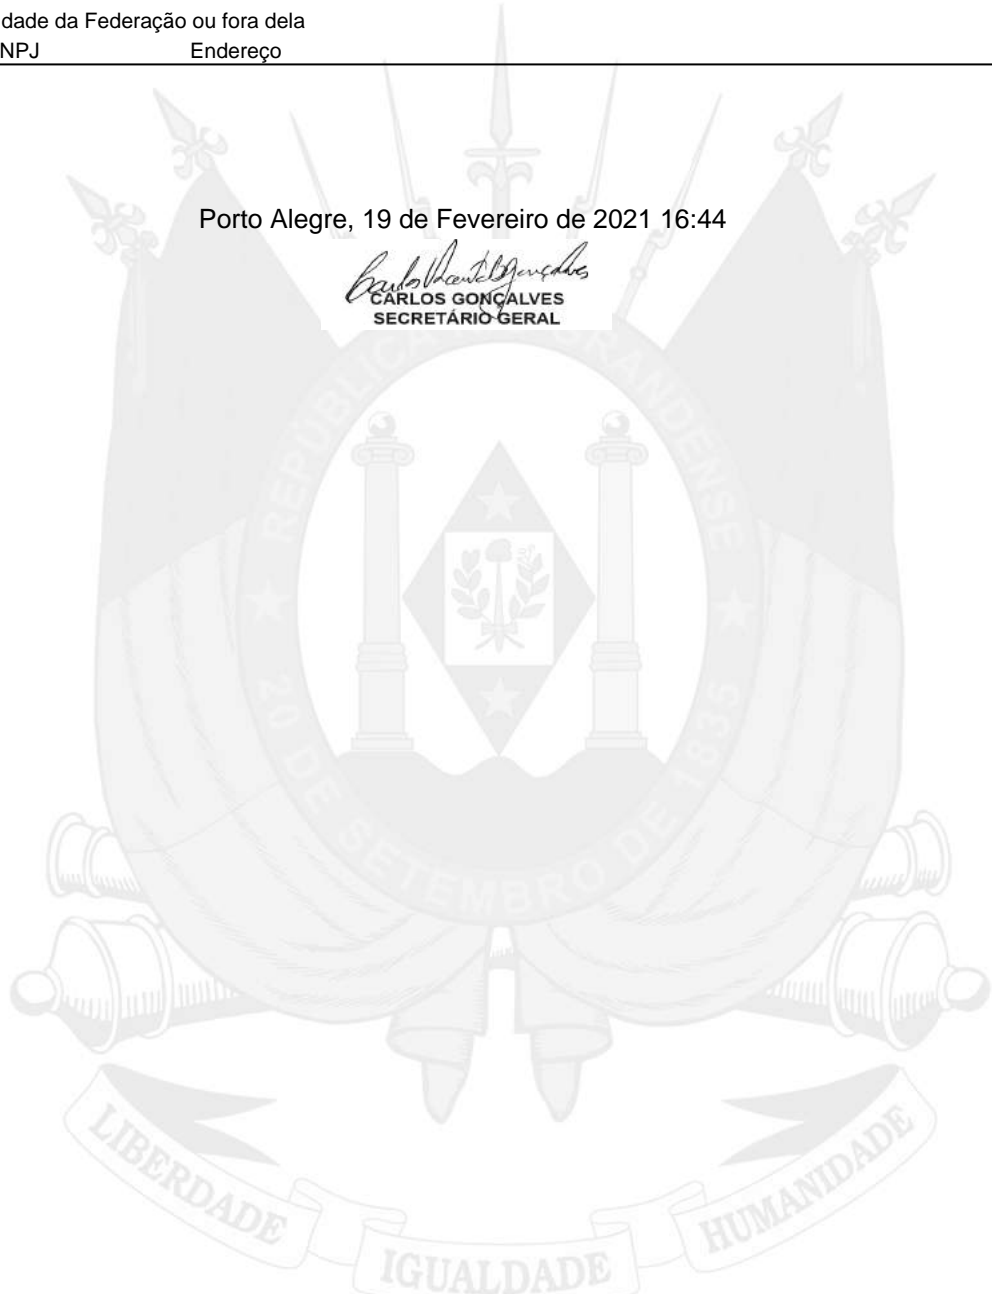 dade da Federação ou fora dela
NPJ Endereço
Porto Alegre, 19 de Fevereiro de 2021 16:44
CARLOS GONÇALVES
SECRETÁRIO GERAL
REPÚBLICA RIO GRANDENSE
20 DE SETEMBRO DE 1835
LIBERDADE IGUALDADE HUMANIDADE